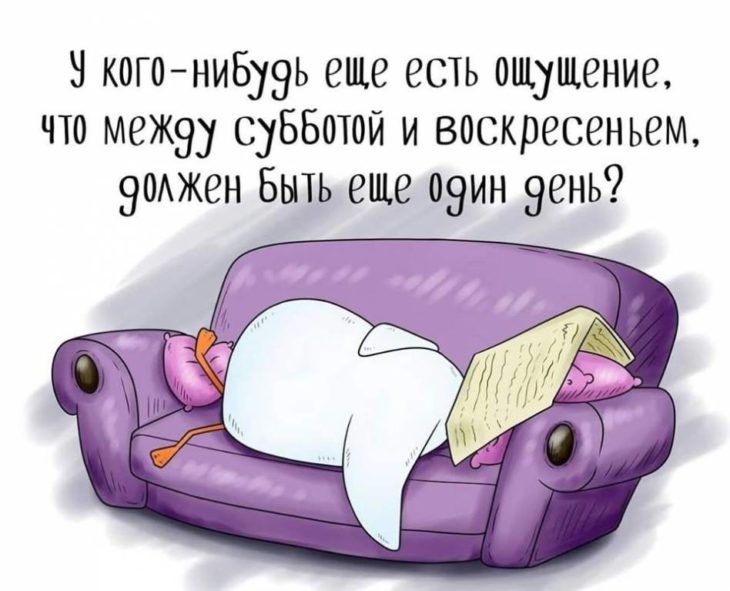 У кого-нибудь еще есть ощущение,
что между субботой и воскресеньем,
должен быть еще один день?